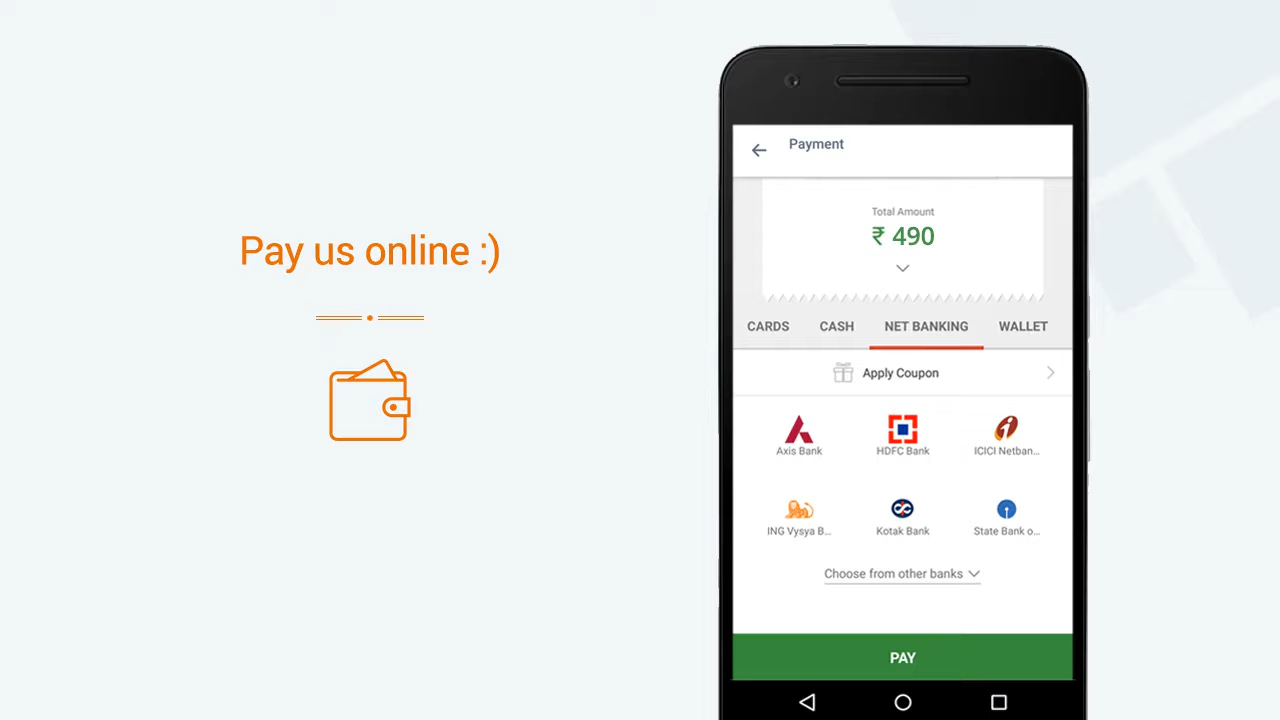 Pay us online :)
Payment
Total Amount
₹ 490
CARDS CASH NET BANKING WALLET
Apply Coupon
Axis Bank HDFC Bank ICICI Netban...
ING Vysya B... Kotak Bank State Bank o...
Choose from other banks
PAY